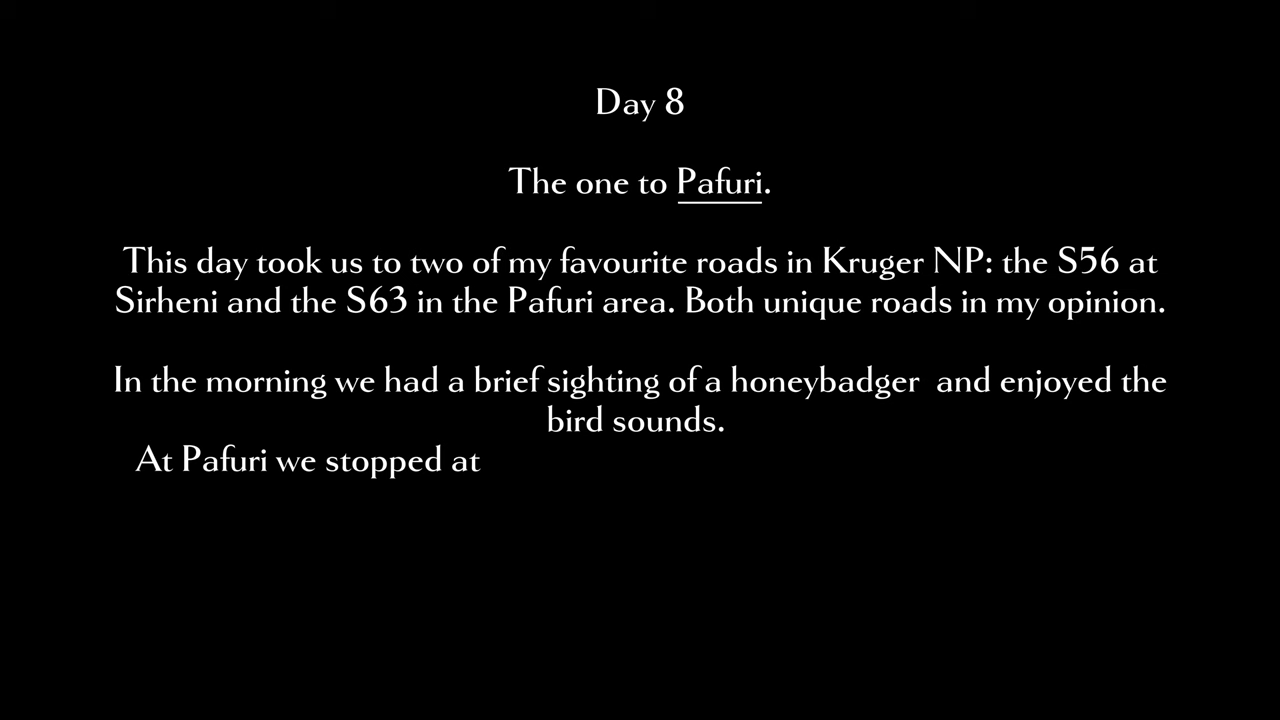 Day 8
The one to Pafuri.
This day took us to two of my favourite roads in Kruger NP: the S56 at
Sirheni and the S63 in the Pafuri area. Both unique roads in my opinion.
In the morning we had a brief sighting of a honeybadger  and enjoyed the
bird sounds.
At Pafuri we stopped at